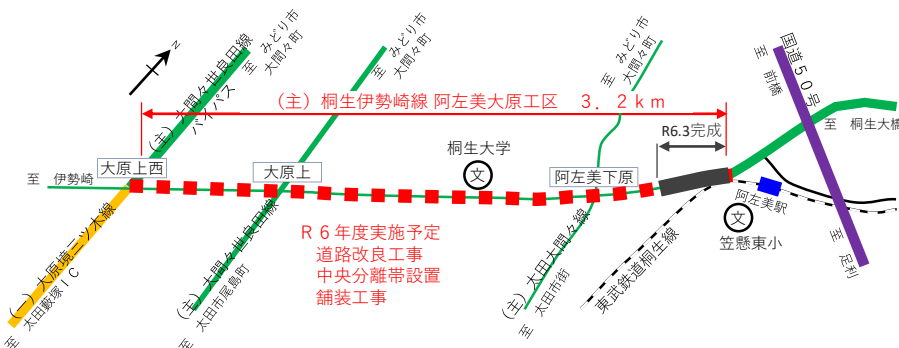 N
(主)大間々世良田線
バイパス
至 みどり市
大間々町
至 みどり市
大間々町
至 みどり市
大間々町
国道50号
至 前橋
(主)桐生伊勢崎線 阿左美大原工区 3.2km
R6.3完成
至 桐生大橋
桐生大学
文
大原上西
大原上
阿左美下原
至 伊勢崎
阿左美駅
文
笠懸東小
R6年度実施予定
道路改良工事
中央分離帯設置
舗装工事
(一)大原境三ツ木線
至 太田藪塚IC
(主)大間々世良田線
至 太田市尾島町
(主)太田大間々線
至 太田市街
東武鉄道桐生線
至 足利